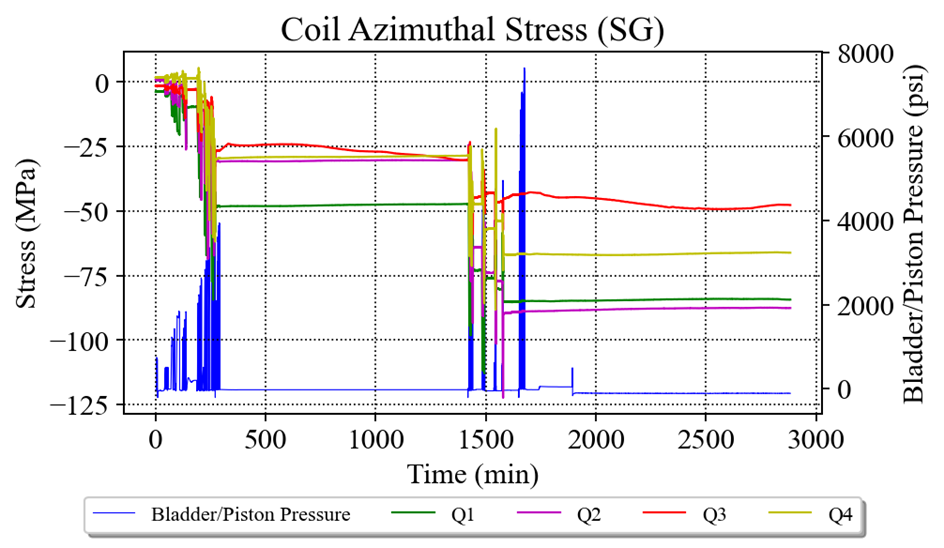 Coil Azimuthal Stress (SG)
0
−25
−50
−75
−100
−125
Stress (MPa)
8000
6000
4000
2000
0
Bladder/Piston Pressure (psi)
0 500 1000 1500 2000 2500 3000
Time (min)
Bladder/Piston Pressure Q1 Q2 Q3 Q4